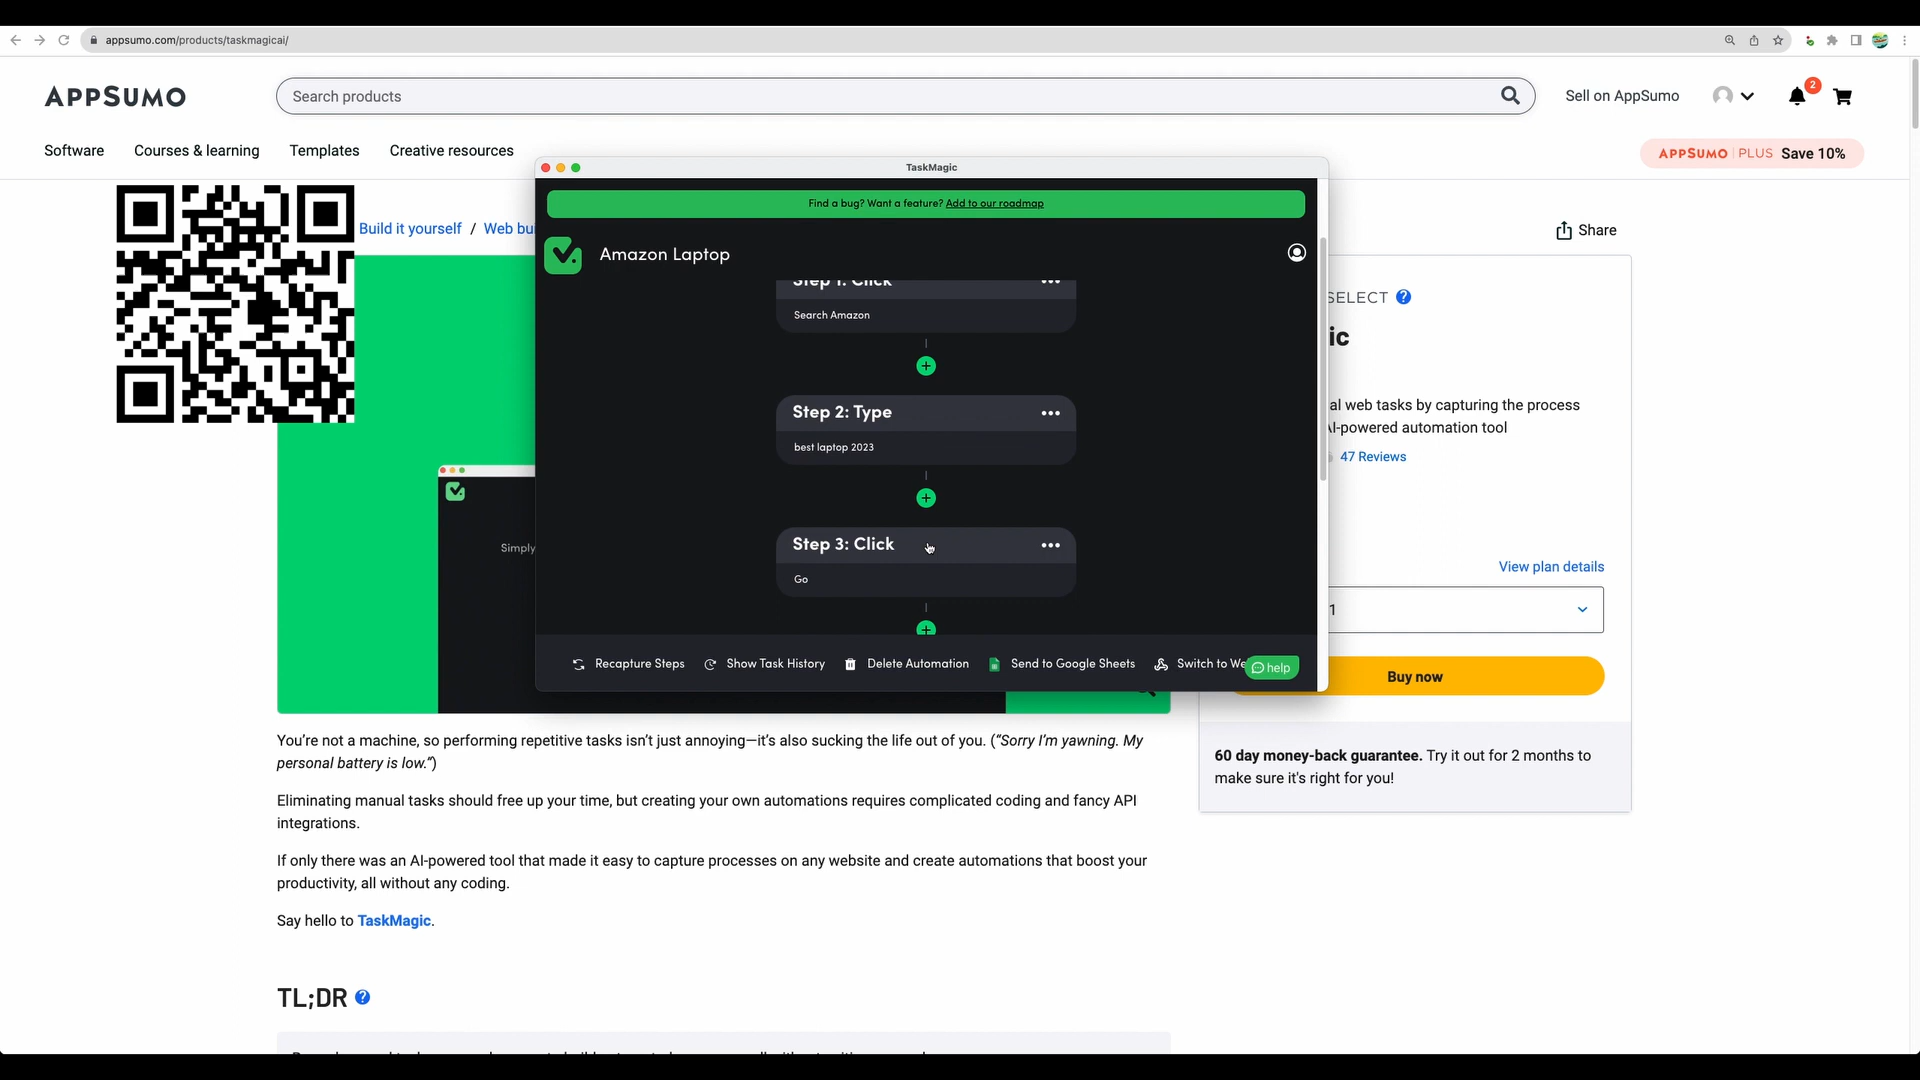 appsumo.com/products/taskmagicai/
APPSUMO
Search products
Sell on AppSumo
2
Software
Courses & learning
Templates
Creative resources
APPSUMO PLUS Save 10%
TaskMagic
Find a bug? Want a feature? Add to our roadmap
Build it yourself /
Share
Amazon Laptop
Step 1: Click
Search Amazon
SELECT ?
Step 2: Type
best laptop 2023
al web tasks by capturing the process
AI-powered automation tool
47 Reviews
Step 3: Click
Go
Simply
View plan details
1
Recapture Steps
Show Task History
Delete Automation
Send to Google Sheets
Switch to We
help
Buy now
You're not a machine, so performing repetitive tasks isn't just annoying—it's also sucking the life out of you. ("Sorry I'm yawning. My
personal battery is low.")
60 day money-back guarantee. Try it out for 2 months to
make sure it's right for you!
Eliminating manual tasks should free up your time, but creating your own automations requires complicated coding and fancy API
integrations.
If only there was an AI-powered tool that made it easy to capture processes on any website and create automations that boost your
productivity, all without any coding.
Say hello to TaskMagic.
TL;DR ?